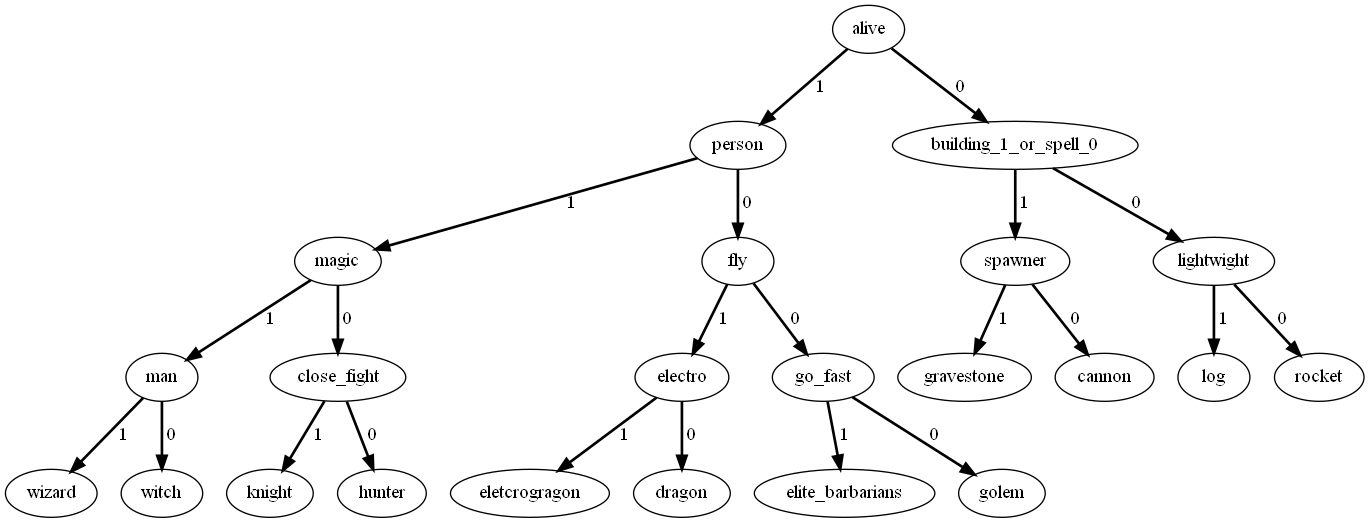 alive
1
0
person
building_1_or_spell_0
1
0
1
0
magic
fly
spawner
lightwight
1
0
1
0
1
0
1
0
man
close_fight
electro
go_fast
gravestone
cannon
log
rocket
1
0
1
0
1
0
1
0
wizard
witch
knight
hunter
eletcrogragon
dragon
elite_barbarians
golem